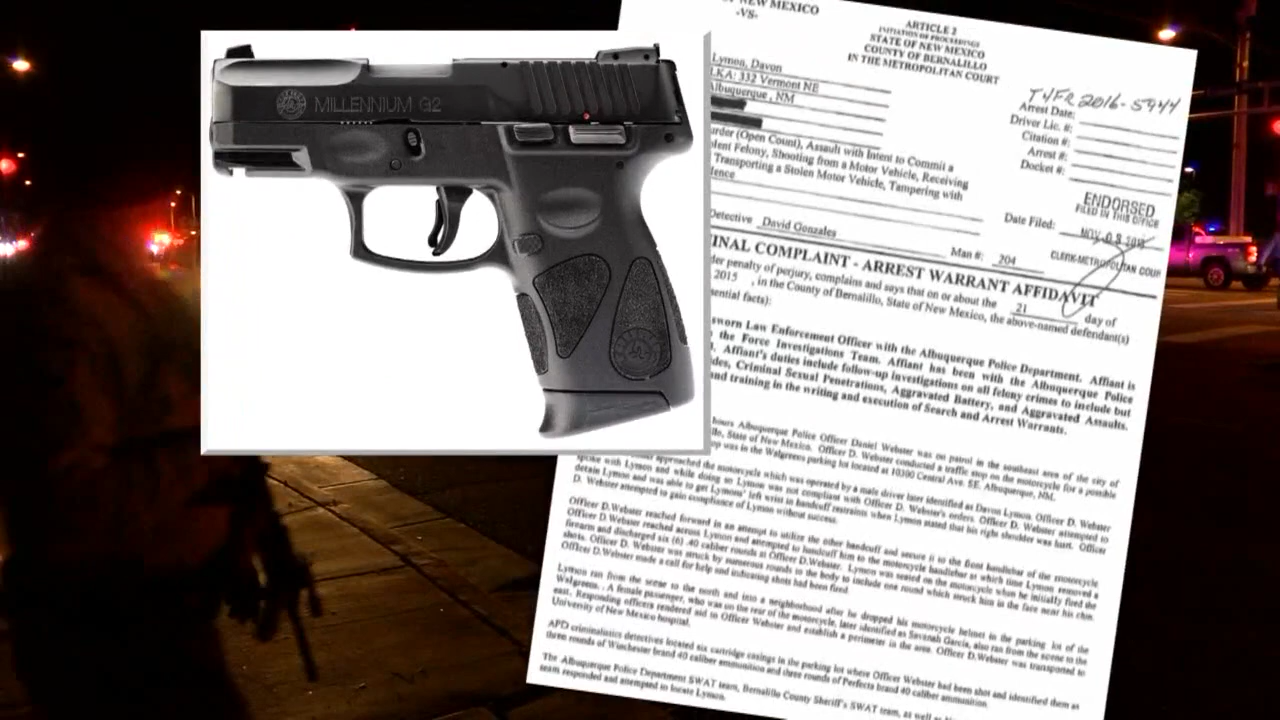 MILLENNIUM G2
OF NEW MEXICO
-VS-
ARTICLE 2
INITIATION OF PROCEEDINGS
STATE OF NEW MEXICO
COUNTY OF BERNALILLO
IN THE METROPOLITAN COURT
Lymon, Davon
LKA: 332 Vermont NE
Albuquerque, NM
T4FR 2016-5944
Arrest Date:
Driver Lic. #:
Citation #:
Arrest #:
Docket #:
urder (Open Count), Assault with Intent to Commit a
lent Felony, Shooting from a Motor Vehicle, Receiving
Transporting a Stolen Motor Vehicle, Tampering with
dence
ENDORSED
FILED IN THIS OFFICE
Date Filed:
CLERK-METROPOLITAN COUR
Detective David Gonzales Man #: 204
INAL COMPLAINT - ARREST WARRANT AFFIDAVIT
der penalty of perjury, complains and says that on or about the 21 day of
2015 , in the County of Bernalillo, State of New Mexico, the above-named defendant(s)
sential facts):
sworn Law Enforcement Officer with the Albuquerque Police Department. Affiant is
the Force Investigations Team. Affiant has been with the Albuquerque Police
. Affiant's duties include follow-up investigations on all felony crimes to include but
des, Criminal Sexual Penetrations, Aggravated Battery, and Aggravated Assaults.
and training in the writing and execution of Search and Arrest Warrants.
hours Albuquerque Police Officer Daniel Webster was on patrol in the southeast area of the city of
llo, State of New Mexico. Officer D. Webster conducted a traffic stop on the motorcycle for a possible
op was in the Walgreens parking lot located at 10300 Central Ave. SE. Albuquerque, NM.
approached the motorcycle which was operated by a male driver later identified as Davon Lymon. Officer D. Webster
spoke with Lymon and while doing so Lymon was not compliant with Officer D. Webster's orders. Officer D. Webster attempted to
detain Lymon and was able to get Lymons' left wrist in handcuff restraints when Lymon stated that his right shoulder was hurt. Officer
D. Webster attempted to gain compliance of Lymon without success.
Officer D.Webster reached forward in an attempt to utilize the other handcuff and secure it to the front handlebar of the motorcycle
Officer D Webster reached across Lymon and attempted to handcuff him to the motorcycle handlebar at which time Lymon removed a
firearm and discharged six (6) .40 caliber rounds at Officer D.Webster. Lymon was seated on the motorcycle when he initially fired the
shots. Officer D. Webster was struck by numerous rounds to the body to include one round which struck him in the face near his chin.
Officer D.Webster made a call for help and indicating shots had been fired.
Lymon ran from the scene to the north and into a neighborhood after he dropped his motorcycle helmet in the parking lot of the
Walgreens. . A female passenger, who was on the rear of the motorcycle, later identified as Savanah Garcia, also ran from the scene to the
east. Responding officers rendered aid to Officer Webster and establish a perimeter in the area. Officer D.Webster was transported to
University of New Mexico hospital.
APD criminalistics detectives located six cartridge casings in the parking lot where Officer Webster had been shot and identified them as
three rounds of Winchester brand 40 caliber ammunition and three rounds of Perfecta brand 40 caliber ammunition.
The Albuquerque Police Department SWAT team, Bernalillo County Sheriff's SWAT team, as well as
team responded and attempted to locate Lymon.